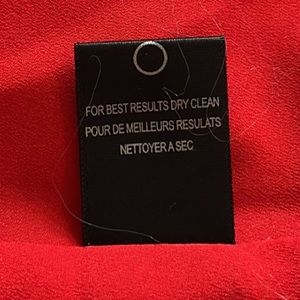 FOR BEST RESULTS DRY CLEAN
POUR DE MEILLEURS RESULATS
NETTOYER A SEC